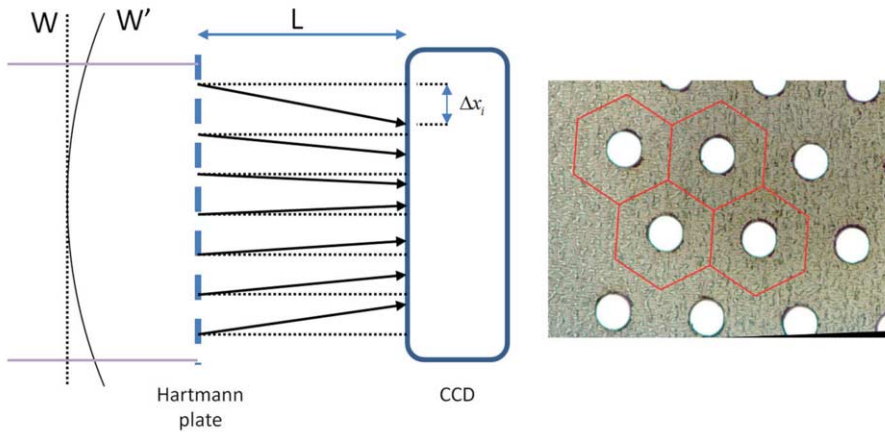 W
W'
L
Δx_i
Hartmann
plate
CCD